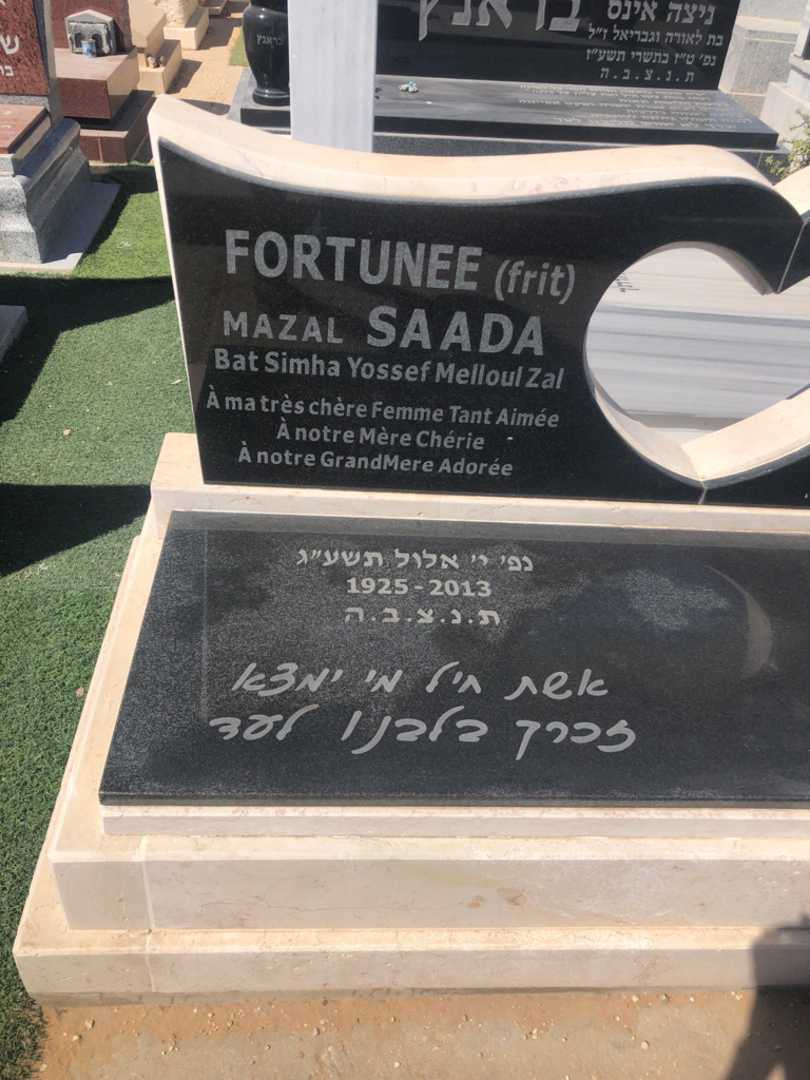 ניצה אינס
בראנץ
בת לאורה וגבריאל ז"ל
נפ' ט"ז בתשרי תשע"ז
ת.נ.צ.ב.ה
בראנץ
FORTUNEE (frit)
MAZAL SAADA
Bat Simha Yossef Melloul Zal
À ma très chère Femme Tant Aimée
À notre Mère Chérie
À notre GrandMere Adorée
נפ' י' אלול תשע"ג
1925-2013
ת.נ.צ.ב.ה
אשת חיל מי ימצא
זכרך בלבנו לעד